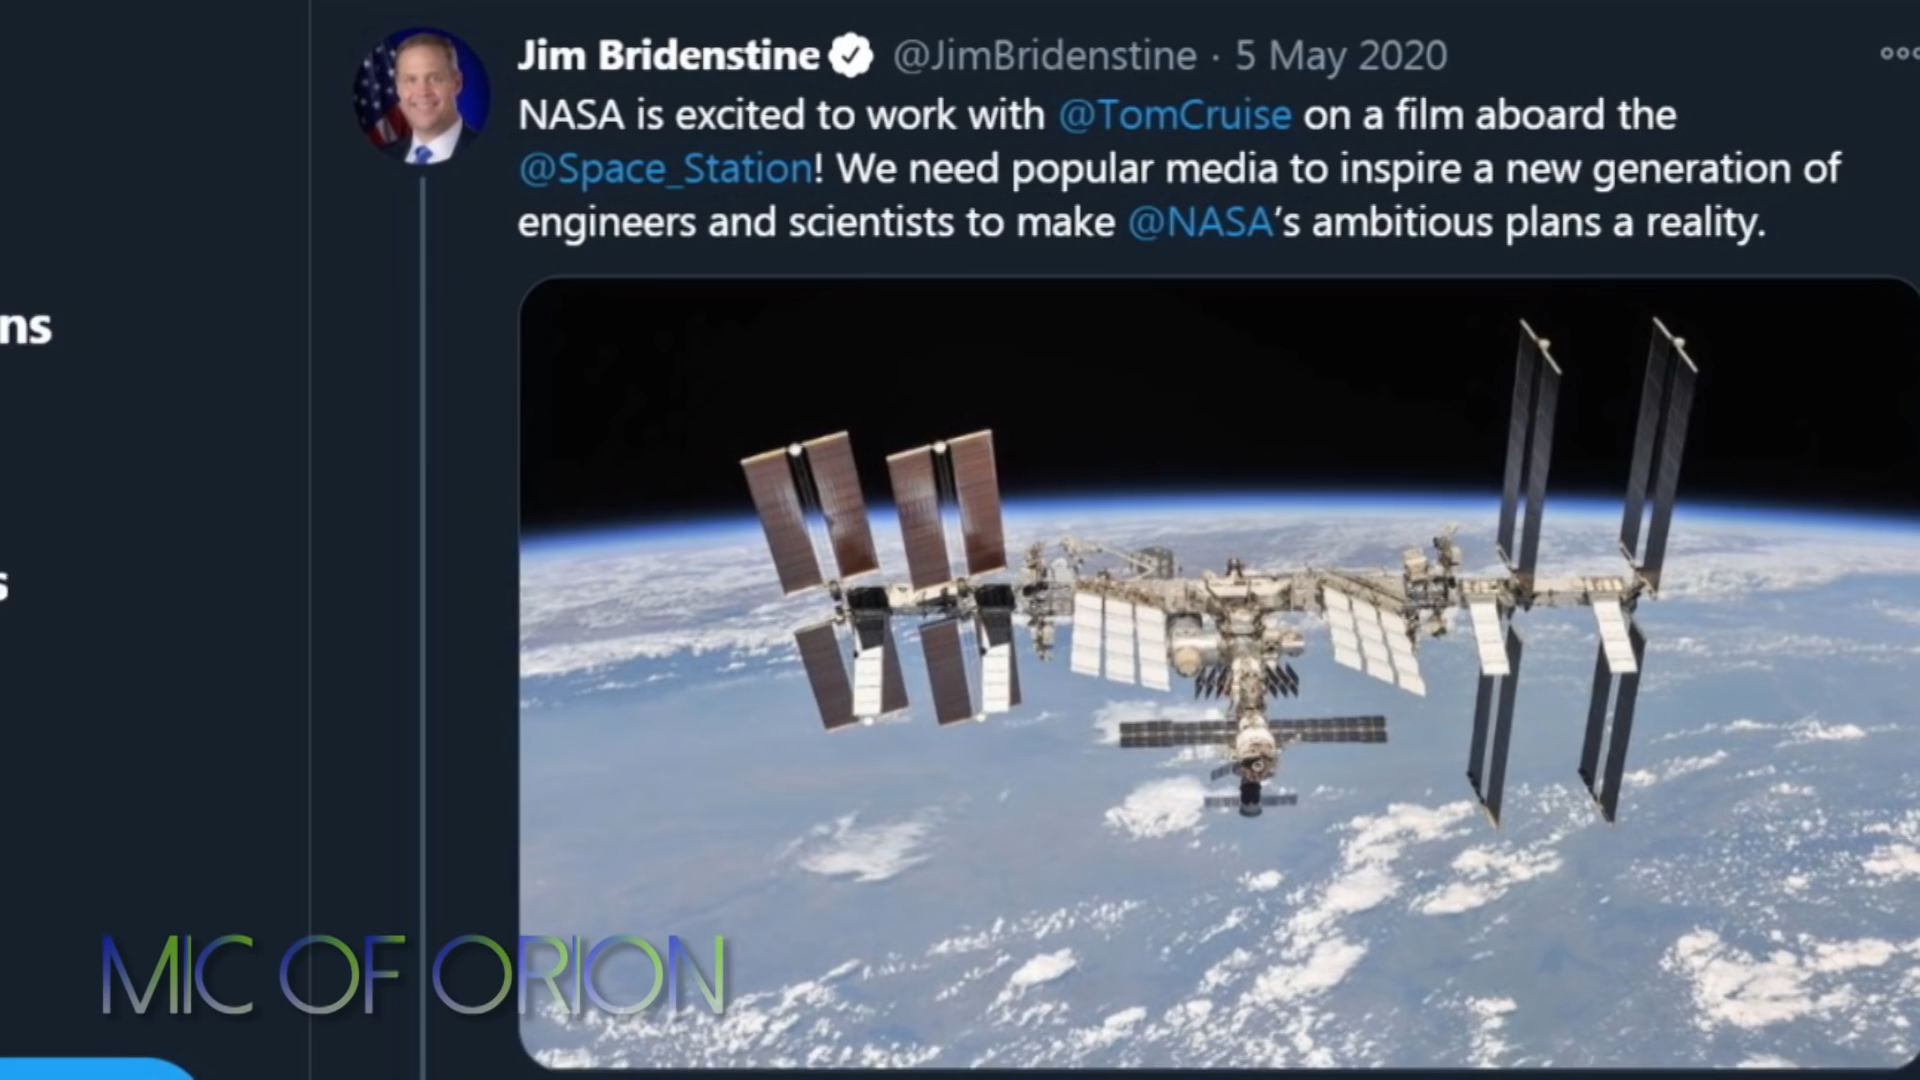 Jim Bridenstine @JimBridenstine · 5 May 2020
NASA is excited to work with @TomCruise on a film aboard the
@Space_Station! We need popular media to inspire a new generation of
engineers and scientists to make @NASA's ambitious plans a reality.
ns
s
MIC OF ORION